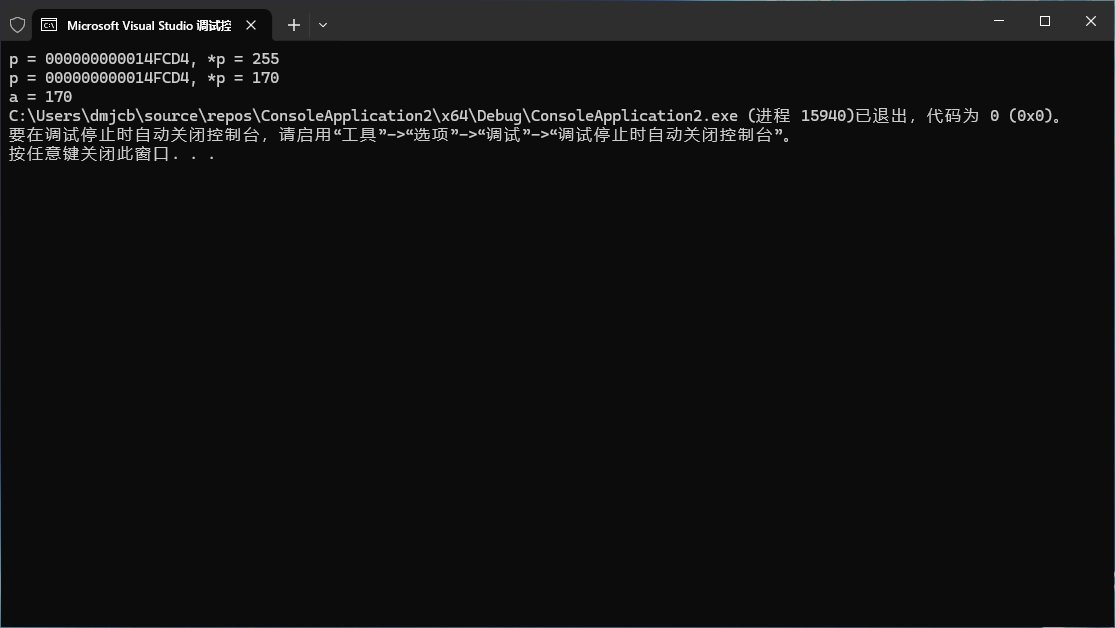 Microsoft Visual Studio 调试控
p = 000000000014FCD4, *p = 255
p = 000000000014FCD4, *p = 170
a = 170
C:\Users\dmjcb\source\repos\ConsoleApplication2\x64\Debug\ConsoleApplication2.exe (进程 15940)已退出，代码为 0 (0x0)。
要在调试停止时自动关闭控制台，请启用“工具”->“选项”->“调试”->“调试停止时自动关闭控制台”。
按任意键关闭此窗口. . .